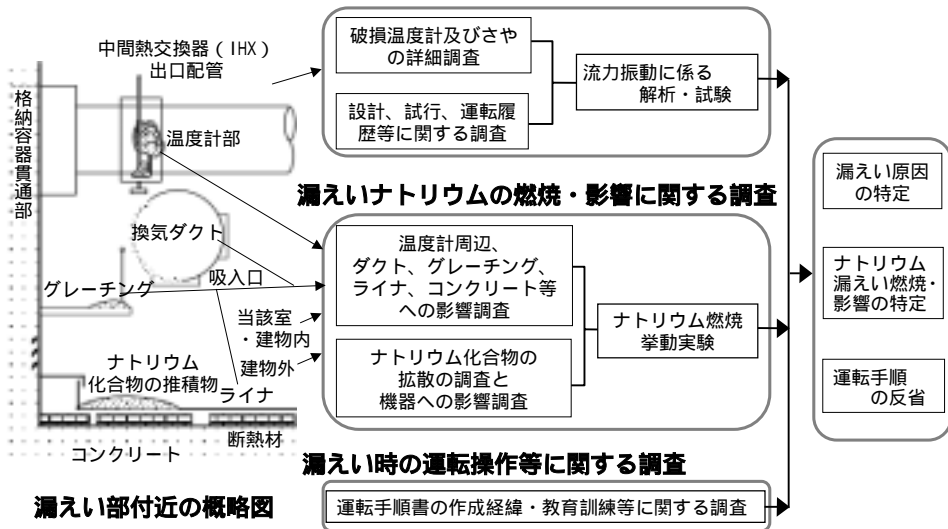 中間熱交換器（IHX）
出口配管
格納容器貫通部
温度計部
換気ダクト
吸入口
グレーチング
当該室
・建物内
建物外
ナトリウム
化合物の推積物
ライナ
断熱材
コンクリート
漏えい部付近の概略図
破損温度計及びさや
の詳細調査
設計、試行、運転履
歴等に関する調査
流力振動に係る
解析・試験
漏えいナトリウムの燃焼・影響に関する調査
温度計周辺、
ダクト、グレーチング、
ライナ、コンクリート等
への影響調査
ナトリウム化合物の
拡散の調査と
機器への影響調査
ナトリウム燃焼
挙動実験
漏えい時の運転操作等に関する調査
運転手順書の作成経緯・教育訓練等に関する調査
漏えい原因
の特定
ナトリウム
漏えい燃焼・
影響の特定
運転手順
の反省